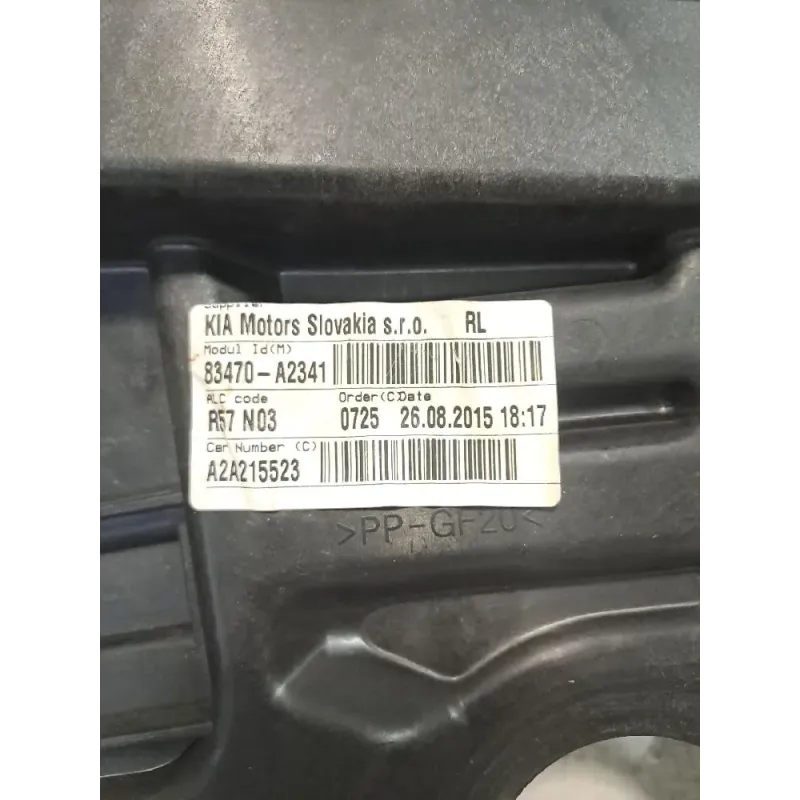 Supplier
KIA Motors Slovakia s.r.o. RL
Modul Id(M)
83470-A2341
ALC code Order(C)Date
R57 N03 0725 26.08.2015 18:17
Car Number (C)
A2A215523
>PP-GF20<